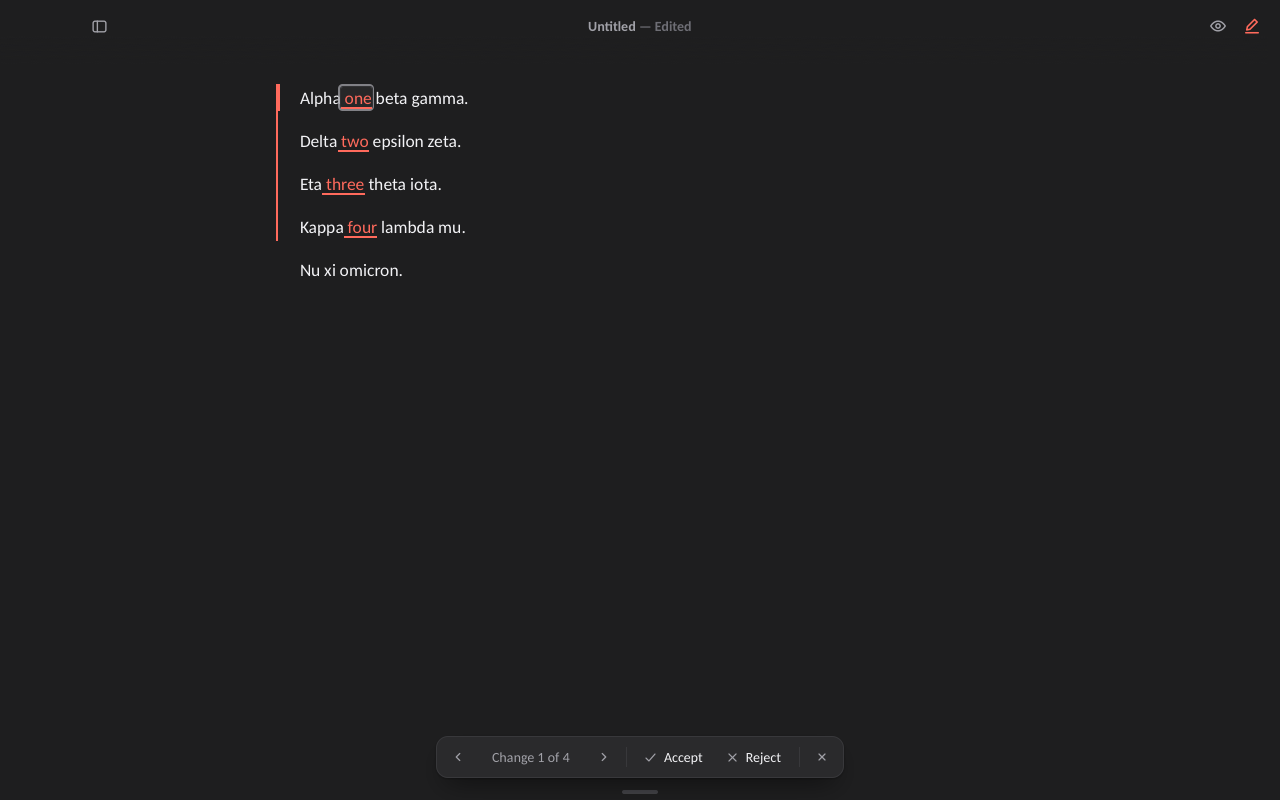 Untitled — Edited
Alpha one beta gamma.
Delta two epsilon zeta.
Eta three theta iota.
Kappa four lambda mu.
Nu xi omicron.
Change 1 of 4 Accept Reject